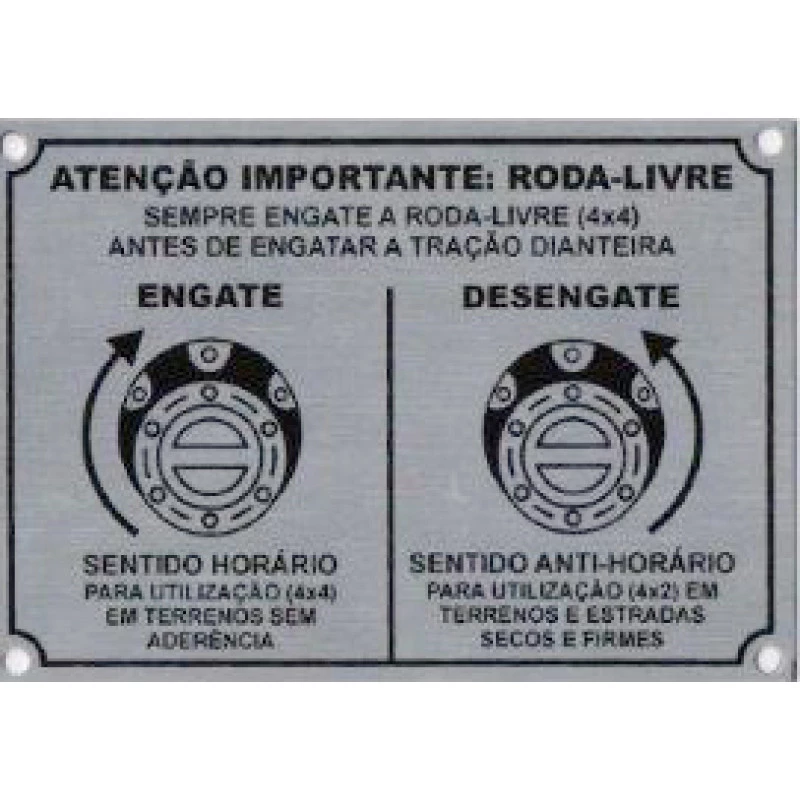 ATENÇÃO IMPORTANTE: RODA-LIVRE
SEMPRE ENGATE A RODA-LIVRE (4x4)
ANTES DE ENGATAR A TRAÇÃO DIANTEIRA
ENGATE
SENTIDO HORÁRIO
PARA UTILIZAÇÃO (4x4)
EM TERRENOS SEM
ADERÊNCIA
DESENGATE
SENTIDO ANTI-HORÁRIO
PARA UTILIZAÇÃO (4x2) EM
TERRENOS E ESTRADAS
SECOS E FIRMES